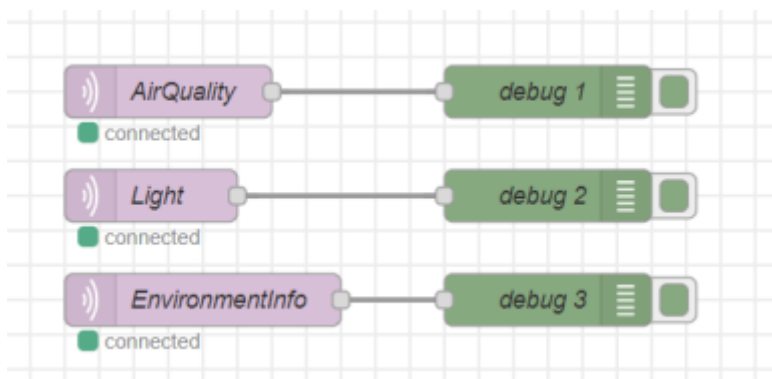 AirQuality debug 1
connected
Light debug 2
connected
EnvironmentInfo debug 3
connected